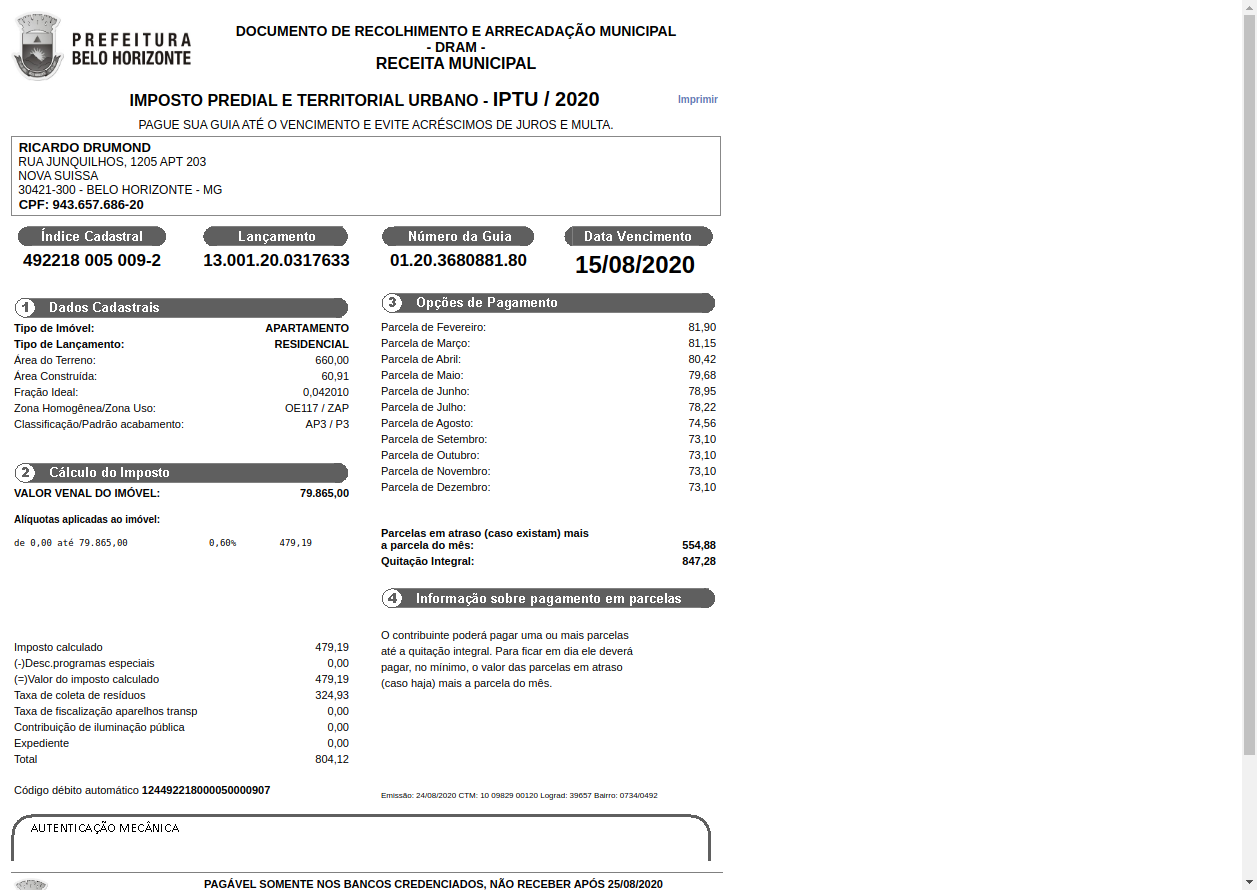 PREFEITURA
BELO HORIZONTE
DOCUMENTO DE RECOLHIMENTO E ARRECADAÇÃO MUNICIPAL
- DRAM -
RECEITA MUNICIPAL
IMPOSTO PREDIAL E TERRITORIAL URBANO - IPTU / 2020
Imprimir
PAGUE SUA GUIA ATÉ O VENCIMENTO E EVITE ACRÉSCIMOS DE JUROS E MULTA.
RICARDO DRUMOND
RUA JUNQUILHOS, 1205 APT 203
NOVA SUISSA
30421-300 - BELO HORIZONTE - MG
CPF: 943.657.686-20
Índice Cadastral Lançamento Número da Guia Data Vencimento
492218 005 009-2 13.001.20.0317633 01.20.3680881.80 15/08/2020
1 Dados Cadastrais
Tipo de Imóvel: APARTAMENTO
Tipo de Lançamento: RESIDENCIAL
Área do Terreno: 660,00
Área Construída: 60,91
Fração Ideal: 0,042010
Zona Homogênea/Zona Uso: OE117 / ZAP
Classificação/Padrão acabamento: AP3 / P3
2 Cálculo do Imposto
VALOR VENAL DO IMÓVEL: 79.865,00
Alíquotas aplicadas ao imóvel:
de 0,00 até 79.865,00 0,60% 479,19
Imposto calculado 479,19
(-)Desc.programas especiais 0,00
(=)Valor do imposto calculado 479,19
Taxa de coleta de resíduos 324,93
Taxa de fiscalização aparelhos transp 0,00
Contribuição de iluminação pública 0,00
Expediente 0,00
Total 804,12
Código débito automático 124492218000050000907
3 Opções de Pagamento
Parcela de Fevereiro: 81,90
Parcela de Março: 81,15
Parcela de Abril: 80,42
Parcela de Maio: 79,68
Parcela de Junho: 78,95
Parcela de Julho: 78,22
Parcela de Agosto: 74,56
Parcela de Setembro: 73,10
Parcela de Outubro: 73,10
Parcela de Novembro: 73,10
Parcela de Dezembro: 73,10
Parcelas em atraso (caso existam) mais
a parcela do mês: 554,88
Quitação Integral: 847,28
4 Informação sobre pagamento em parcelas
O contribuinte poderá pagar uma ou mais parcelas
até a quitação integral. Para ficar em dia ele deverá
pagar, no mínimo, o valor das parcelas em atraso
(caso haja) mais a parcela do mês.
Emissão: 24/08/2020 CTM: 10 09829 00120 Lograd: 39657 Bairro: 0734/0492
AUTENTICAÇÃO MECÂNICA
PAGÁVEL SOMENTE NOS BANCOS CREDENCIADOS, NÃO RECEBER APÓS 25/08/2020